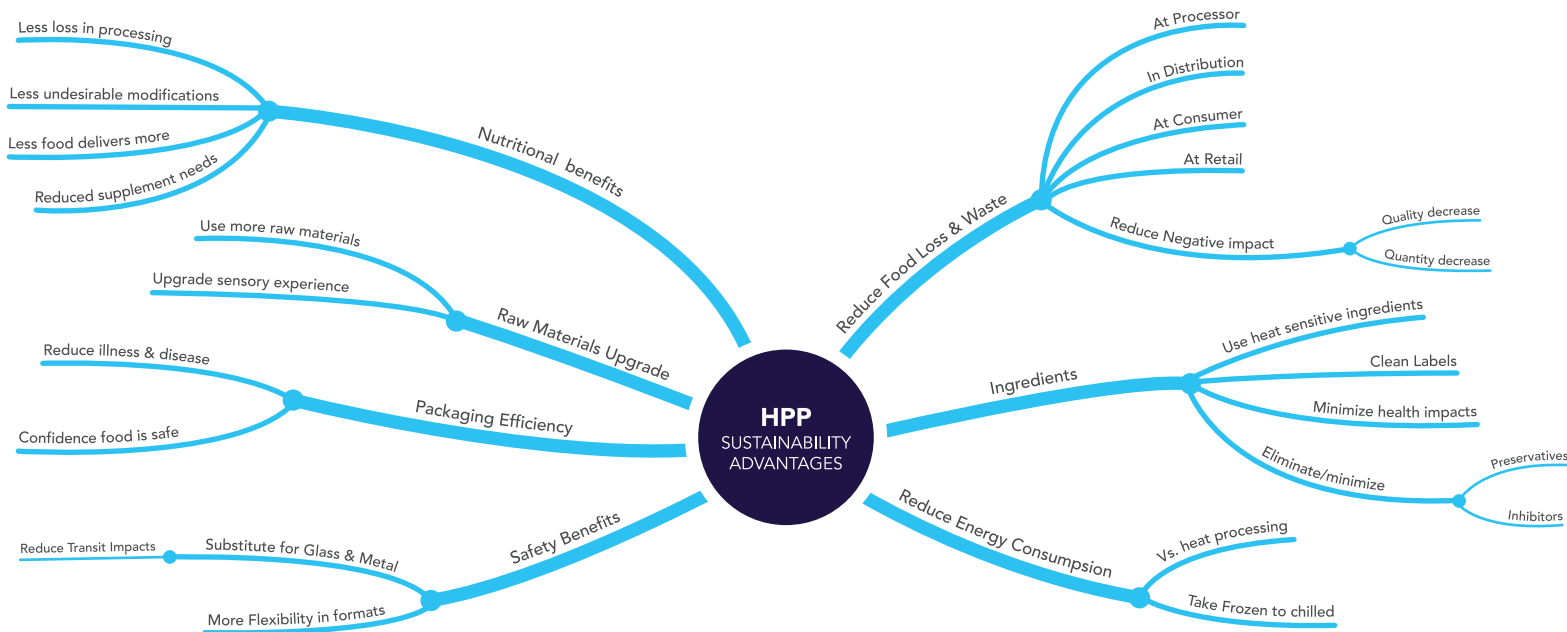 Less loss in processing
Less undesirable modifications
Less food delivers more
Reduced supplement needs
Nutritional benefits
Use more raw materials
Upgrade sensory experience
Raw Materials Upgrade
Reduce illness & disease
Confidence food is safe
Packaging Efficiency
Reduce Transit Impacts
Substitute for Glass & Metal
More Flexibility in formats
Safety Benefits
HPP
SUSTAINABILITY
ADVANTAGES
Reduce Food Loss & Waste
At Processor
In Distribution
At Consumer
At Retail
Reduce Negative impact
Quality decrease
Quantity decrease
Ingredients
Use heat sensitive ingredients
Clean Labels
Minimize health impacts
Eliminate/minimize
Preservatives
Inhibitors
Reduce Energy Consumpsion
Vs. heat processing
Take Frozen to chilled